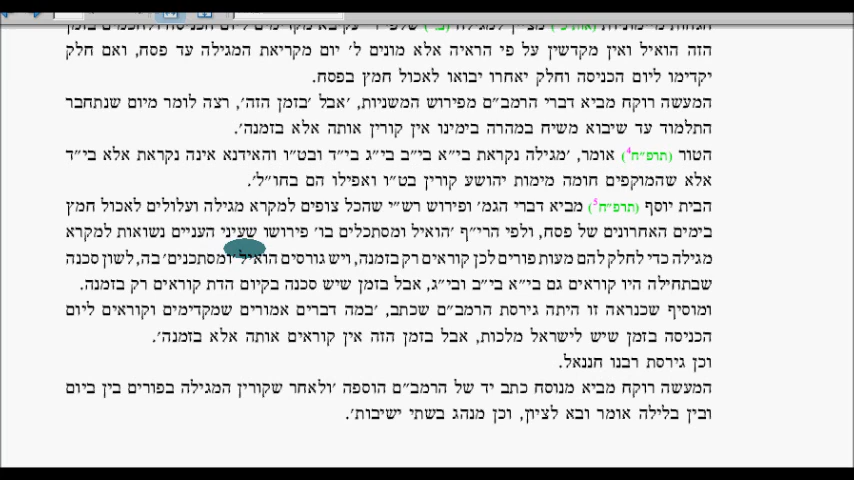 הזה הואיל ואין מקדשין על פי הראיה אלא מונים ל׳ יום מקריאת המגילה עד פסח, ואם חלק
יקדימו ליום הכניסה וחלק יאחרו יבואו לאכול חמץ בפסח.
המעשה רוקח מביא דברי הרמב״ם מפירוש המשניות, ׳אבל ׳בזמן הזה׳, רצה לומר מיום שנתחבר
התלמוד עד שיבוא משיח במהרה בימינו אין קורין אותה אלא בזמנה׳.
הטור (תרפ״ח4) אומר, ׳מגילה נקראת בי״א בי״ב בי״ג בי״ד ובט״ו והאידנא אינה נקראת אלא בי״ד
אלא שהמוקפים חומה מימות יהושע קורין בט״ו ואפילו הם בחו״ל׳.
הבית יוסף (תרפ״ח5) מביא דברי הגמ׳ ופירוש רש״י שהכל צופים למקרא מגילה ועלולים לאכול חמץ
בימים האחרונים של פסח, ולפי הרי״ף ׳הואיל ומסתכלים בו׳ פירושו שעיני העניים נשואות למקרא
מגילה כדי לחלק להם מעות פורים לכן קוראים רק בזמנה, ויש גורסים הואיל ׳ומסתכנים׳ בה, לשון סכנה
שבתחילה היו קוראים גם בי״א בי״ב ובי״ג, אבל בזמן שיש סכנה בקיום הדת קוראים רק בזמנה.
ומוסיף שכנראה זו היתה גירסת הרמב״ם שכתב, ׳במה דברים אמורים שמקדימים וקוראים ליום
הכניסה בזמן שיש לישראל מלכות, אבל בזמן הזה אין קוראים אותה אלא בזמנה׳.
וכן גירסת רבנו חננאל.
המעשה רוקח מביא מנוסח כתב יד של הרמב״ם הוספה ׳ולאחר שקורין המגילה בפורים בין ביום
ובין בלילה אומר ובא לציון, וכן מנהג בשתי ישיבות׳.